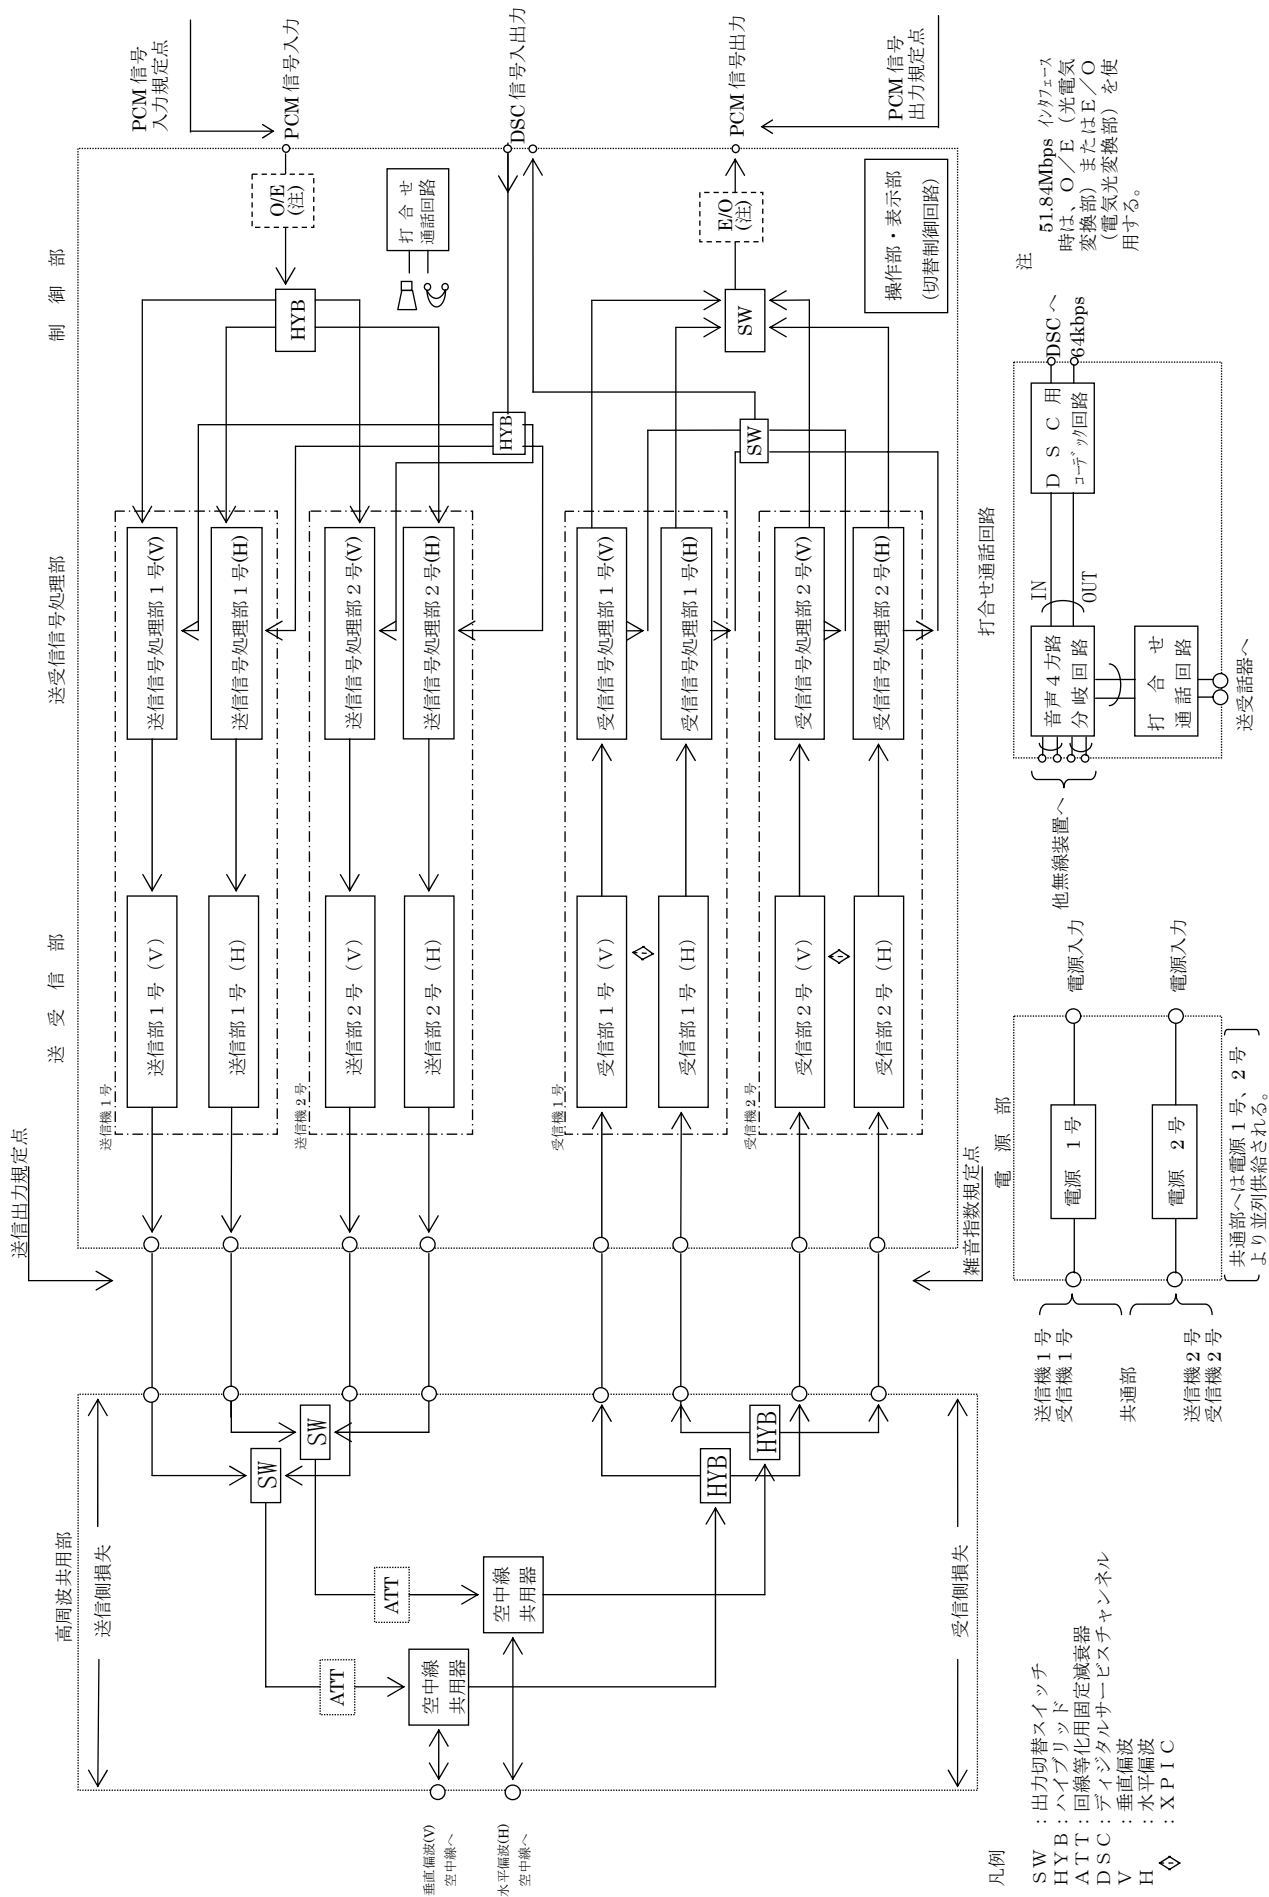 高周波共用部
送受信部
送受信信号処理部
制御部
送信出力規定点
PCM信号
入力規定点
PCM信号入力
DSC信号入出力
PCM信号出力
PCM信号
出力規定点
送信側損失
受信側損失
SW
SW
HYB
HYB
ATT
ATT
空中線
共用器
空中線
共用器
垂直偏波(V)
空中線へ
水平偏波(H)
空中線へ
送信機1号
送信部1号(V)
送信部1号(H)
送信信号処理部1号(V)
送信信号処理部1号(H)
送信機2号
送信部2号(V)
送信部2号(H)
送信信号処理部2号(V)
送信信号処理部2号(H)
受信機1号
受信部1号(V)
受信部1号(H)
受信信号処理部1号(V)
受信信号処理部1号(H)
受信機2号
受信部2号(V)
受信部2号(H)
受信信号処理部2号(V)
受信信号処理部2号(H)
雑音指数規定点
O/E
(注)
HYB
打合せ
通話回路
HYB
E/O
(注)
SW
SW
操作部・表示部
(切替制御回路)
凡例
SW:出力切替スイッチ
HYB:ハイブリッド
ATT:回線等化用固定減衰器
DSC:ディジタルサービスチャンネル
V:垂直偏波
H:水平偏波
:XPIC
電源部
送信機1号
受信機1号
共通部
送信機2号
受信機2号
電源 1号
電源 2号
電源入力
電源入力
共通部へは電源1号、2号
より並列供給される。
打合せ通話回路
他無線装置へ
音声4方路
分岐回路
IN
OUT
DSC用
コーデック回路
DSCへ
64kbps
打合せ
通話回路
送受話器へ
注
51.84Mbps インタフェース
時は、O/E(光電気
変換部)またはE/O
(電気光変換部)を使
用する。